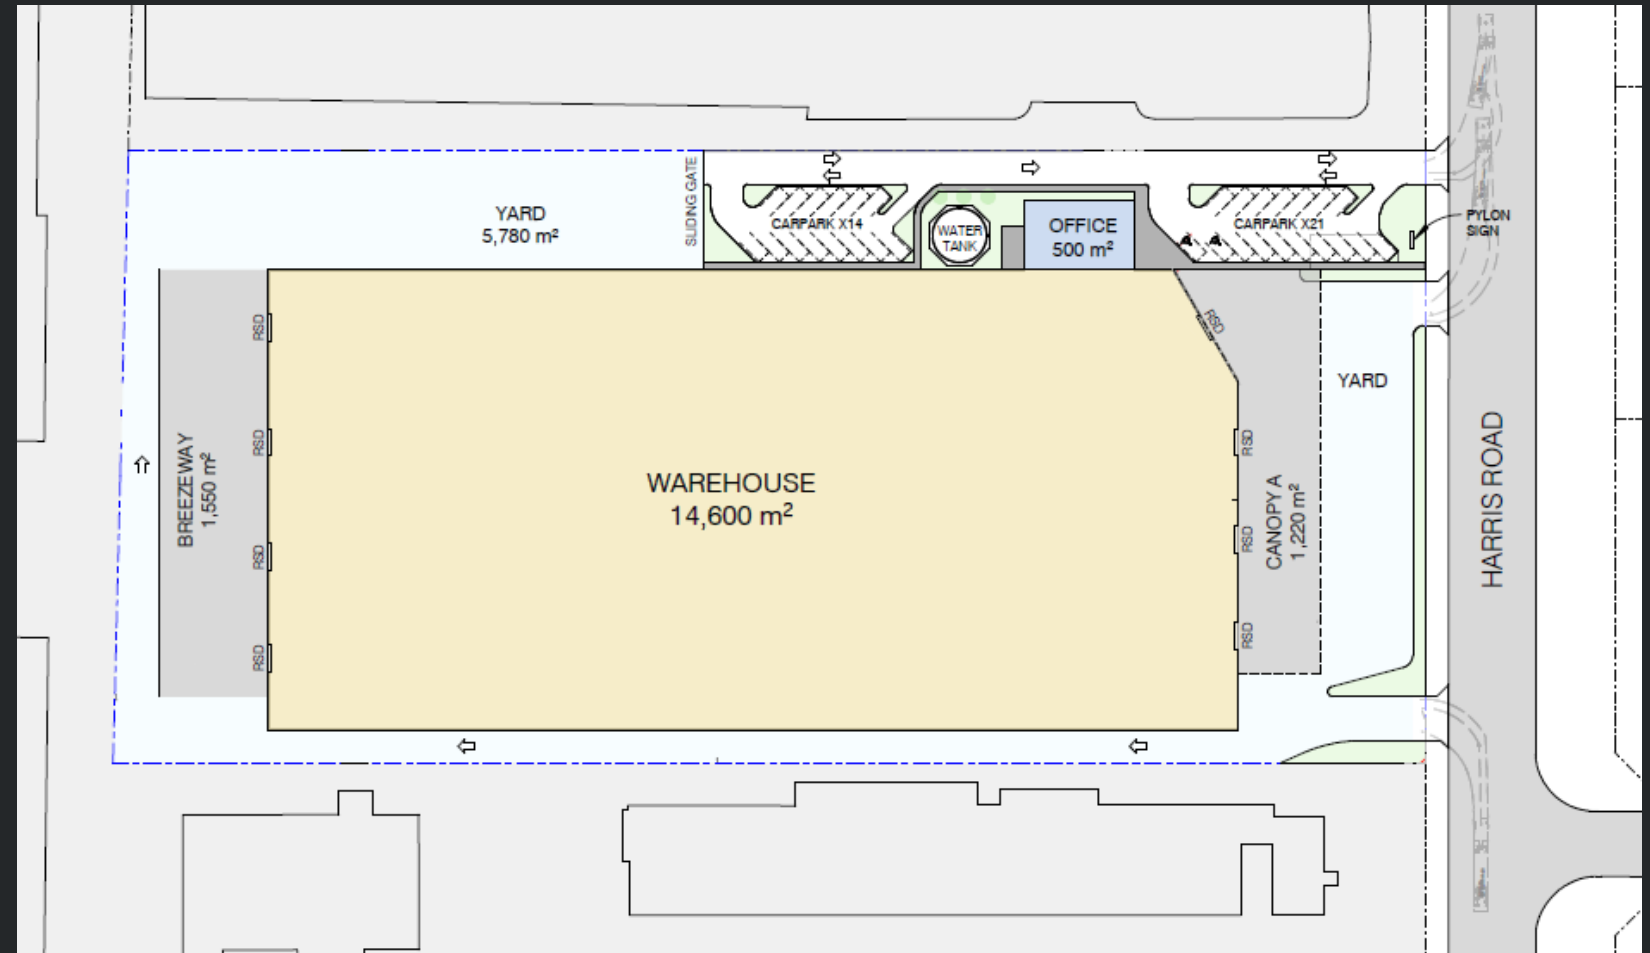 SLIDING GATE
YARD
5,780 m²
CARPARK X14
WATER
TANK
OFFICE
500 m²
CARPARK X21
PYLON
SIGN
RSD
RSD
RSD
RSD
RSD
RSD
RSD
RSD
YARD
BREEZEWAY
1,550 m²
WAREHOUSE
14,600 m²
CANOPY A
1,220 m²
HARRIS ROAD